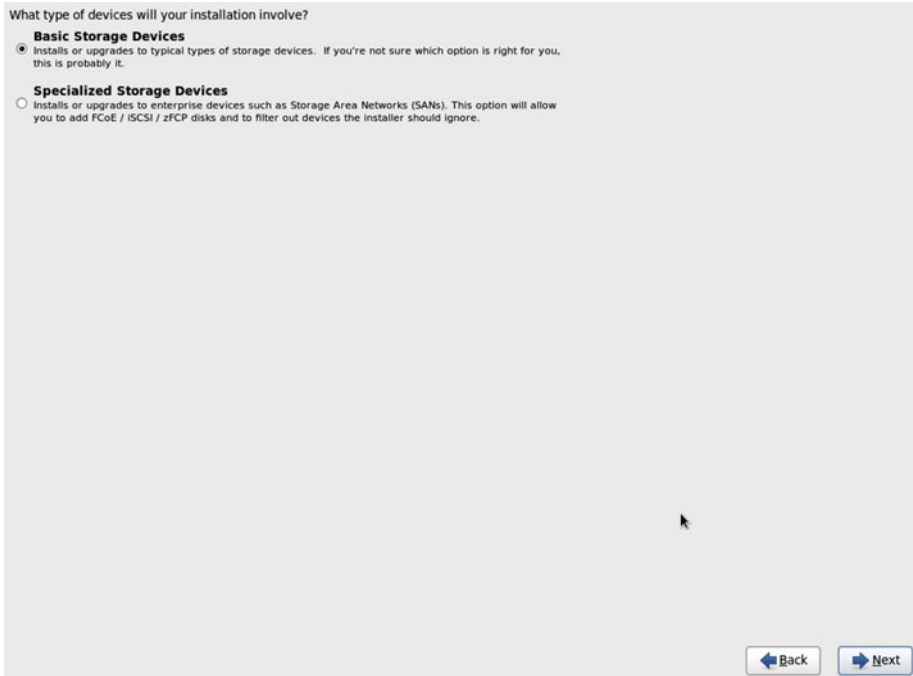 What type of devices will your installation involve?
Basic Storage Devices
Installs or upgrades to typical types of storage devices.  If you're not sure which option is right for you,
this is probably it.
Specialized Storage Devices
Installs or upgrades to enterprise devices such as Storage Area Networks (SANs). This option will allow
you to add FCoE / iSCSI / zFCP disks and to filter out devices the installer should ignore.
Back
Next